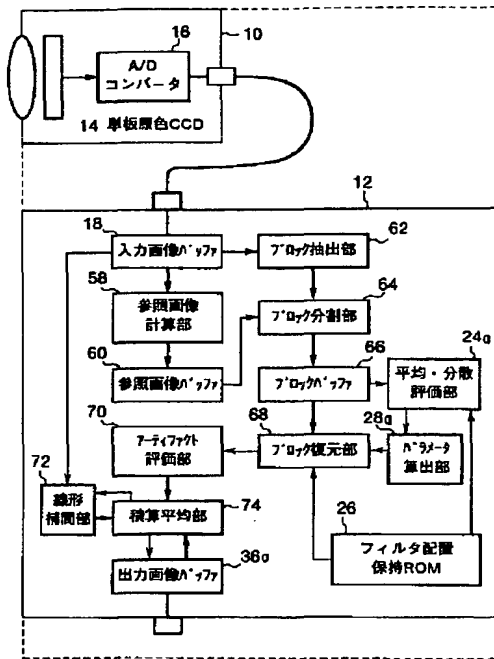 16
10
A/D
コンバータ
14 単板原色CCD
12
18
入力画像バッファ
ブロック抽出部
62
58
参照画像
計算部
ブロック分割部
64
60
参照画像バッファ
66
ブロックバッファ
24a
平均・分散
評価部
70
アーティファクト
評価部
68
ブロック復元部
28a
パラメータ
算出部
72
線形
補間部
積算平均部
74
26
フィルタ配置
保持ROM
出力画像バッファ
36a